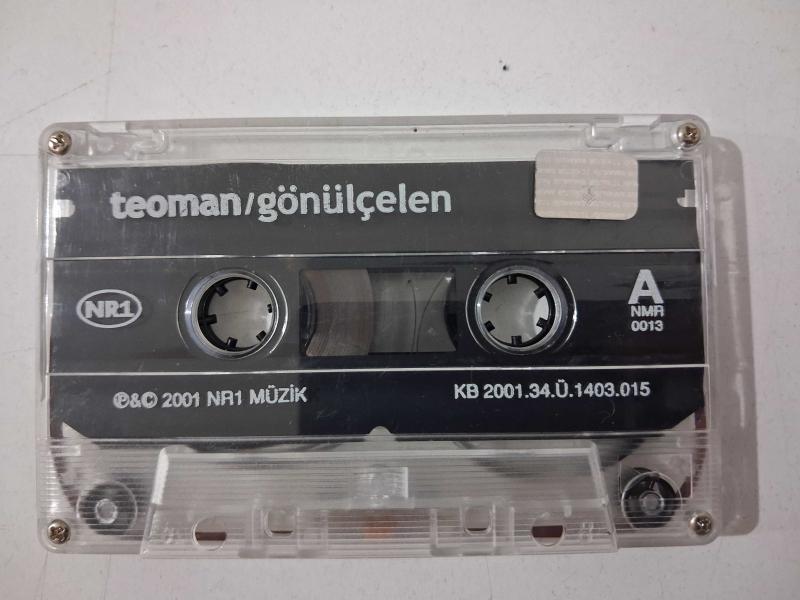 teoman/gönülçelen
NR1
A
NMR
0013
℗&© 2001 NR1 MÜZİK
KB 2001.34.Ü.1403.015